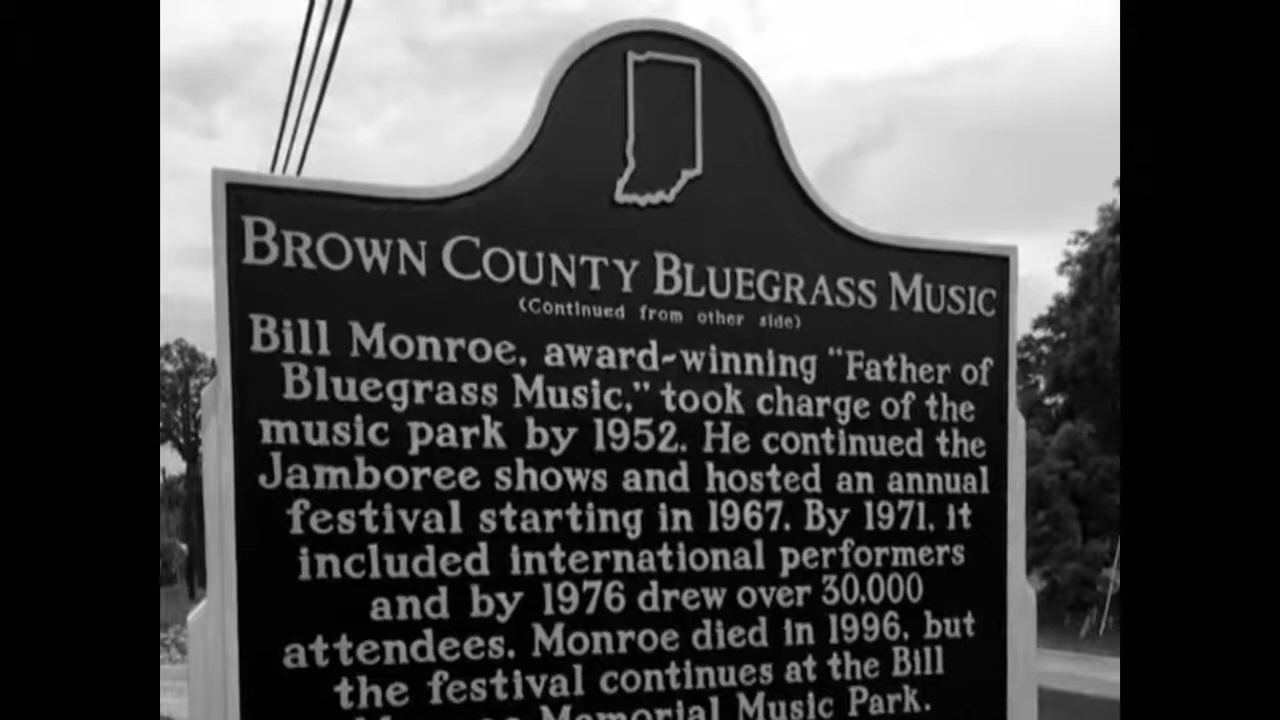 BROWN COUNTY BLUEGRASS MUSIC
(Continued from other side)
Bill Monroe, award-winning "Father of
Bluegrass Music," took charge of the
music park by 1952. He continued the
Jamboree shows and hosted an annual
festival starting in 1967. By 1971, it
included international performers
and by 1976 drew over 30,000
attendees. Monroe died in 1996, but
the festival continues at the Bill
Memorial Music Park.